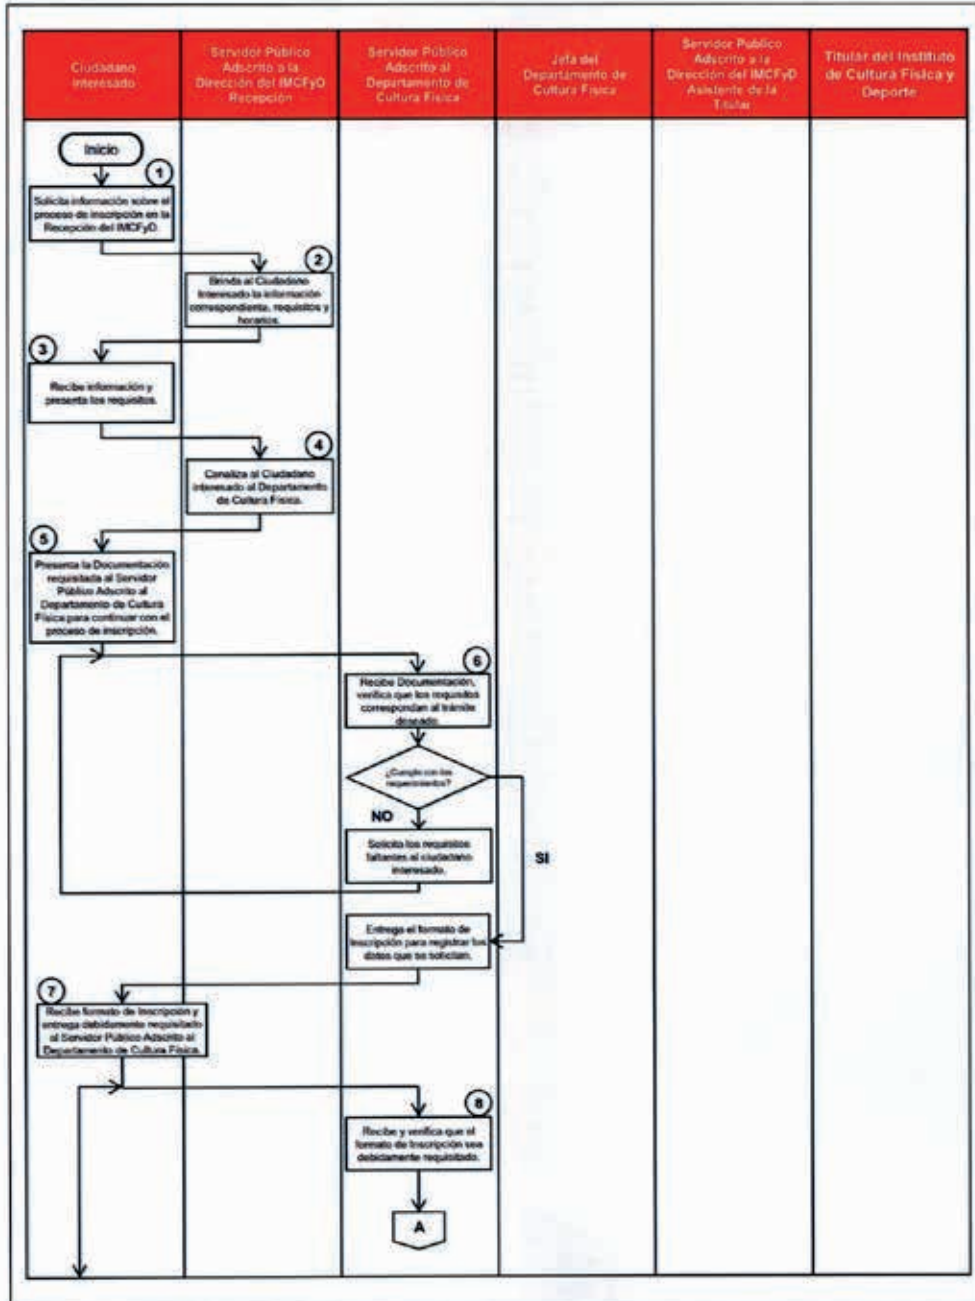 Ciudadano
Interesado
Servidor Público
Adscrito a la
Dirección del IMCFyD
Recepción
Servidor Público
Adscrito al
Departamento de
Cultura Física
Jefa del
Departamento de
Cultura Física
Servidor Publico
Adscrito a la
Dirección del IMCFyD
Asistente de la
Titular
Titular del Instituto
de Cultura Física y
Deporte
Inicio
1
Solicita información sobre el
proceso de inscripción en la
Recepción del IMCFyD.
2
Brinda al Ciudadano
Interesado la información
correspondiente, requisitos y
horarios.
3
Recibe información y
presenta los requisitos.
4
Canaliza al Ciudadano
interesado al Departamento
de Cultura Física.
5
Presenta la Documentación
requisitada al Servidor
Público Adscrito al
Departamento de Cultura
Física para continuar con el
proceso de inscripción.
6
Recibe Documentación,
verifica que los requisitos
correspondan al trámite
deseado.
¿Cumple con los
requerimientos?
NO
SI
Solicita los requisitos
faltantes al ciudadano
interesado.
Entrega el formato de
Inscripción para registrar los
datos que se solicitan.
7
Recibe formato de Inscripción y
entrega debidamente requisitado
al Servidor Público Adscrito al
Departamento de Cultura Física.
8
Recibe y verifica que el
formato de Inscripción sea
debidamente requisitado.
A